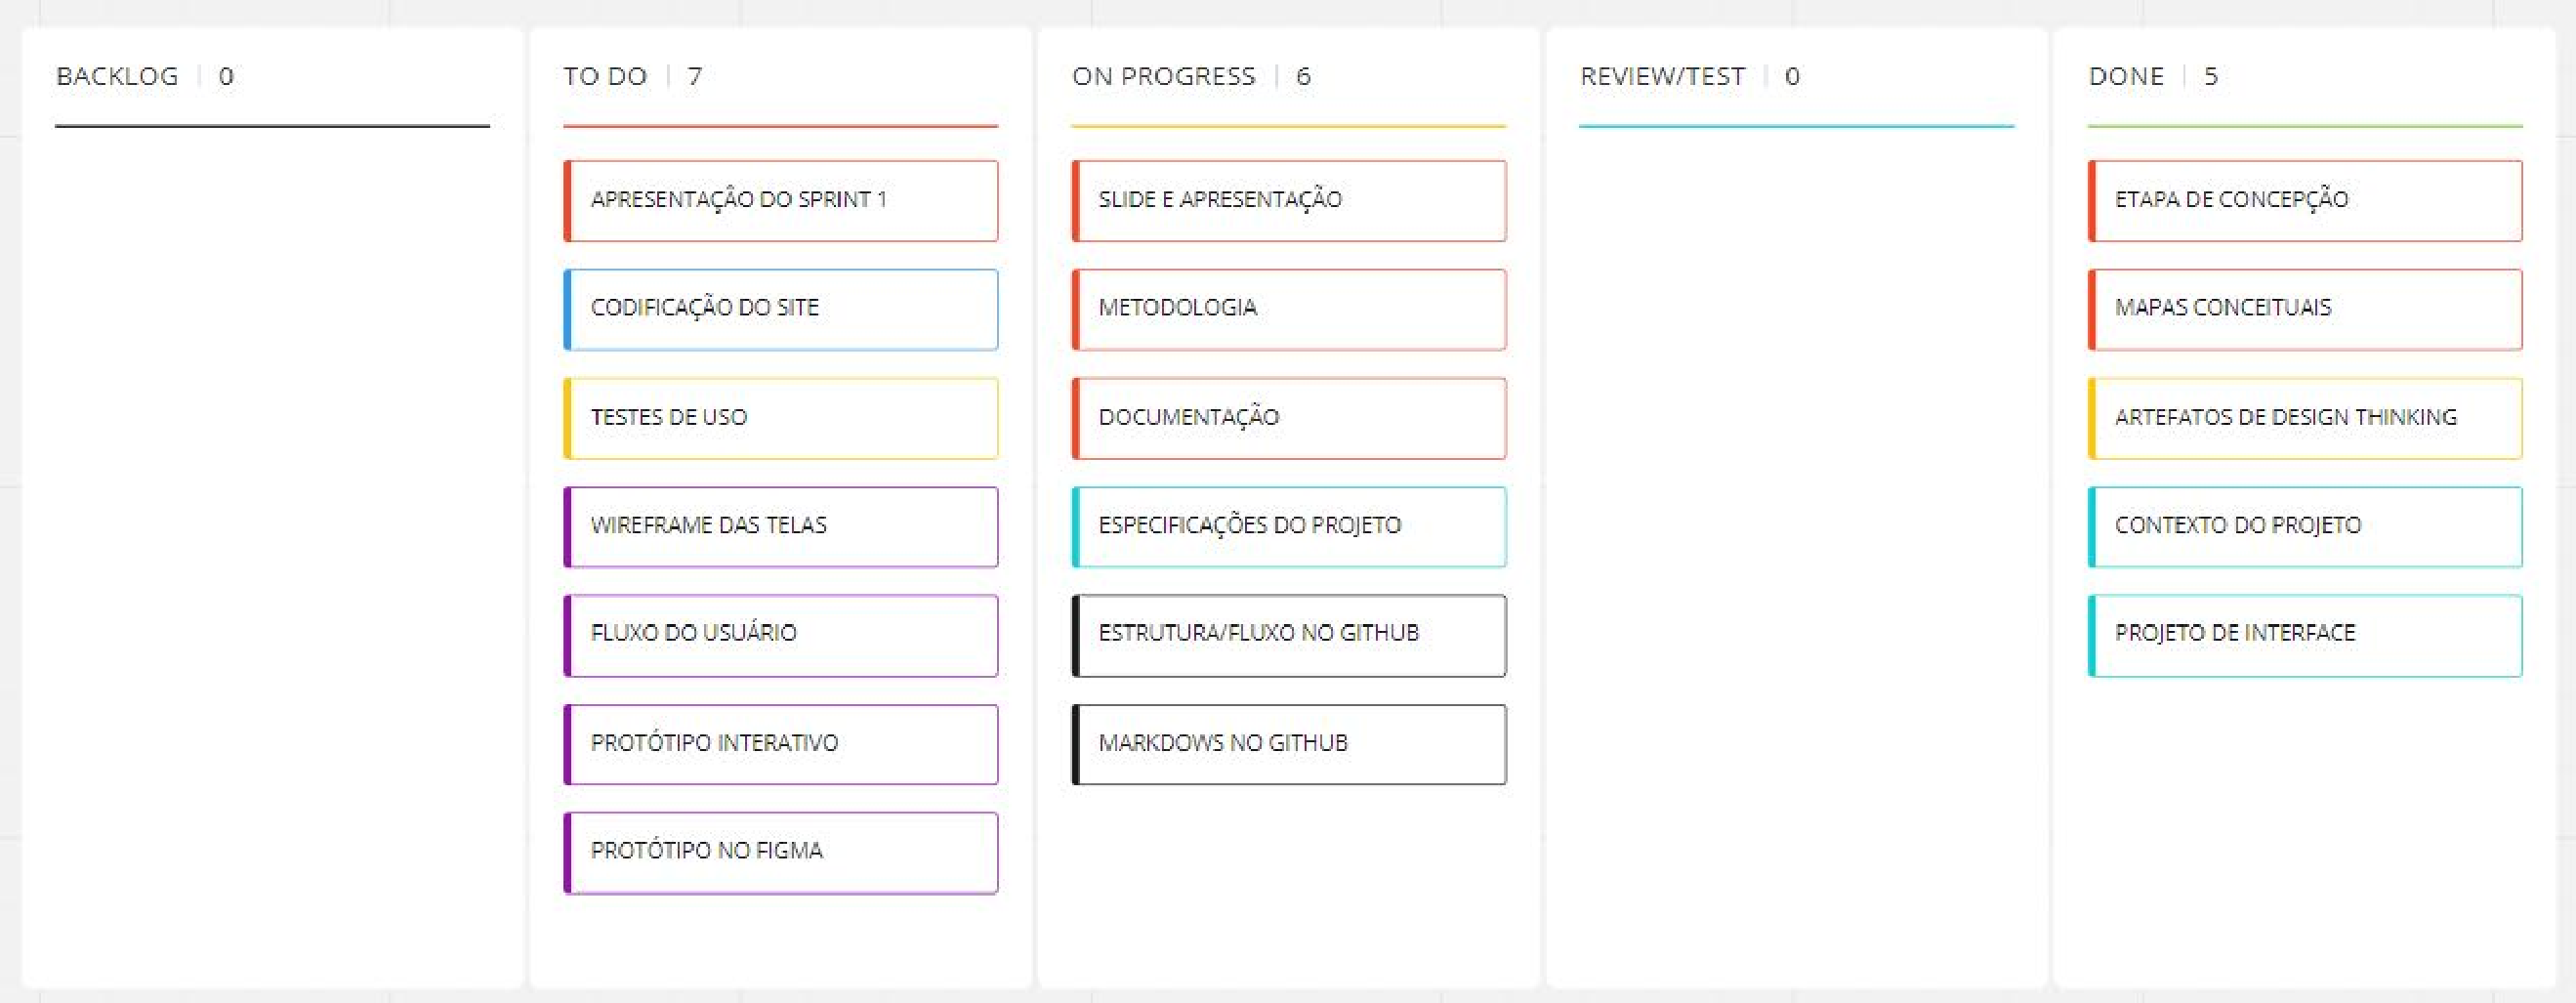 BACKLOG | 0
TO DO | 7
APRESENTAÇÃO DO SPRINT 1
CODIFICAÇÃO DO SITE
TESTES DE USO
WIREFRAME DAS TELAS
FLUXO DO USUÁRIO
PROTÓTIPO INTERATIVO
PROTÓTIPO NO FIGMA
ON PROGRESS | 6
SLIDE E APRESENTAÇÃO
METODOLOGIA
DOCUMENTAÇÃO
ESPECIFICAÇÕES DO PROJETO
ESTRUTURA/FLUXO NO GITHUB
MARKDOWS NO GITHUB
REVIEW/TEST | 0
DONE | 5
ETAPA DE CONCEPÇÃO
MAPAS CONCEITUAIS
ARTEFATOS DE DESIGN THINKING
CONTEXTO DO PROJETO
PROJETO DE INTERFACE